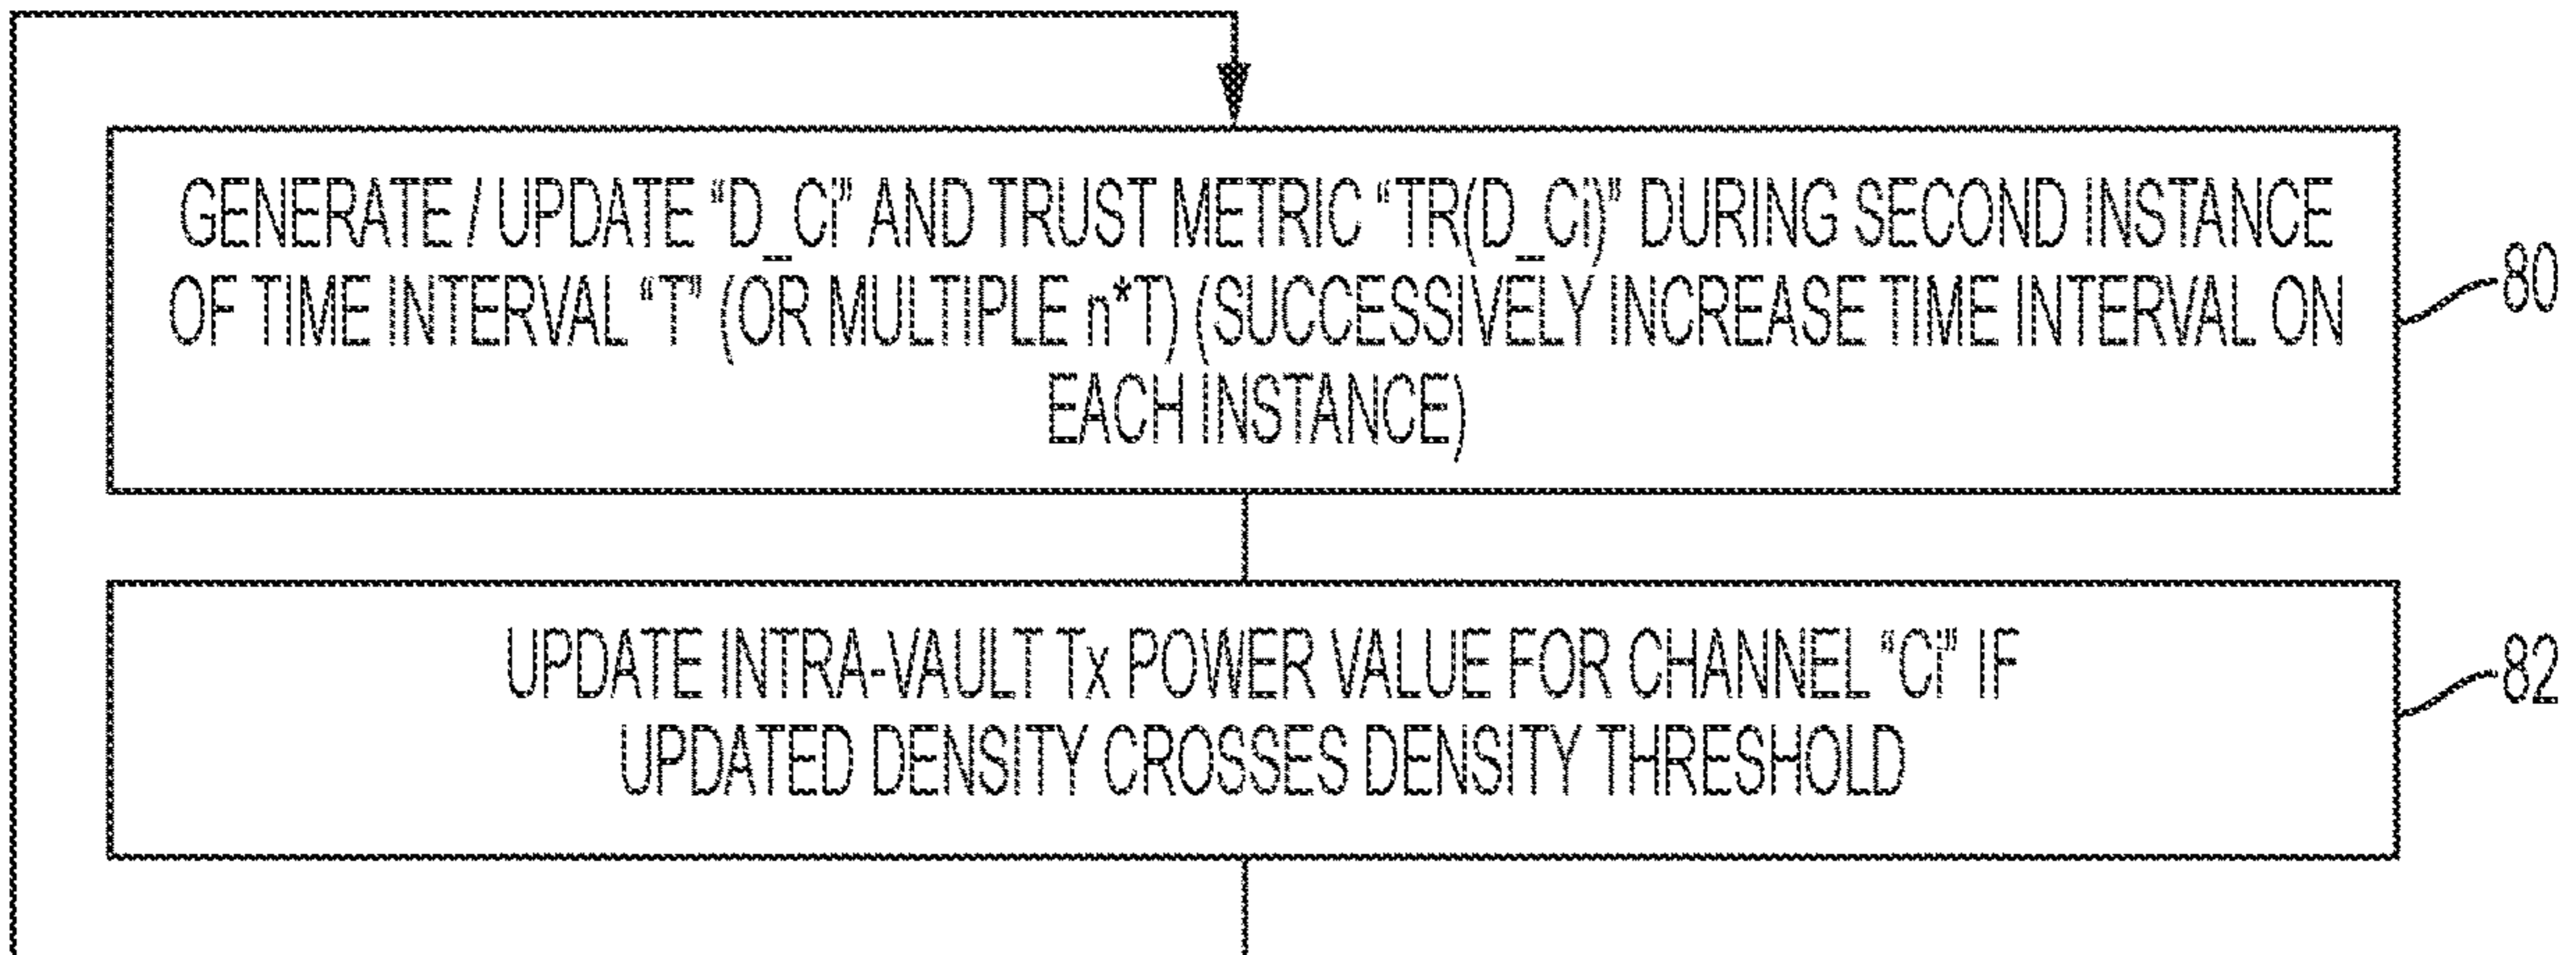 GENERATE / UPDATE “D_Ci” AND TRUST METRIC “TR(D_Ci)” DURING SECOND INSTANCE
OF TIME INTERVAL “T” (OR MULTIPLE n*T) (SUCCESSIVELY INCREASE TIME INTERVAL ON
EACH INSTANCE)
80
UPDATE INTRA-VAULT Tx POWER VALUE FOR CHANNEL “Ci” IF
UPDATED DENSITY CROSSES DENSITY THRESHOLD
82